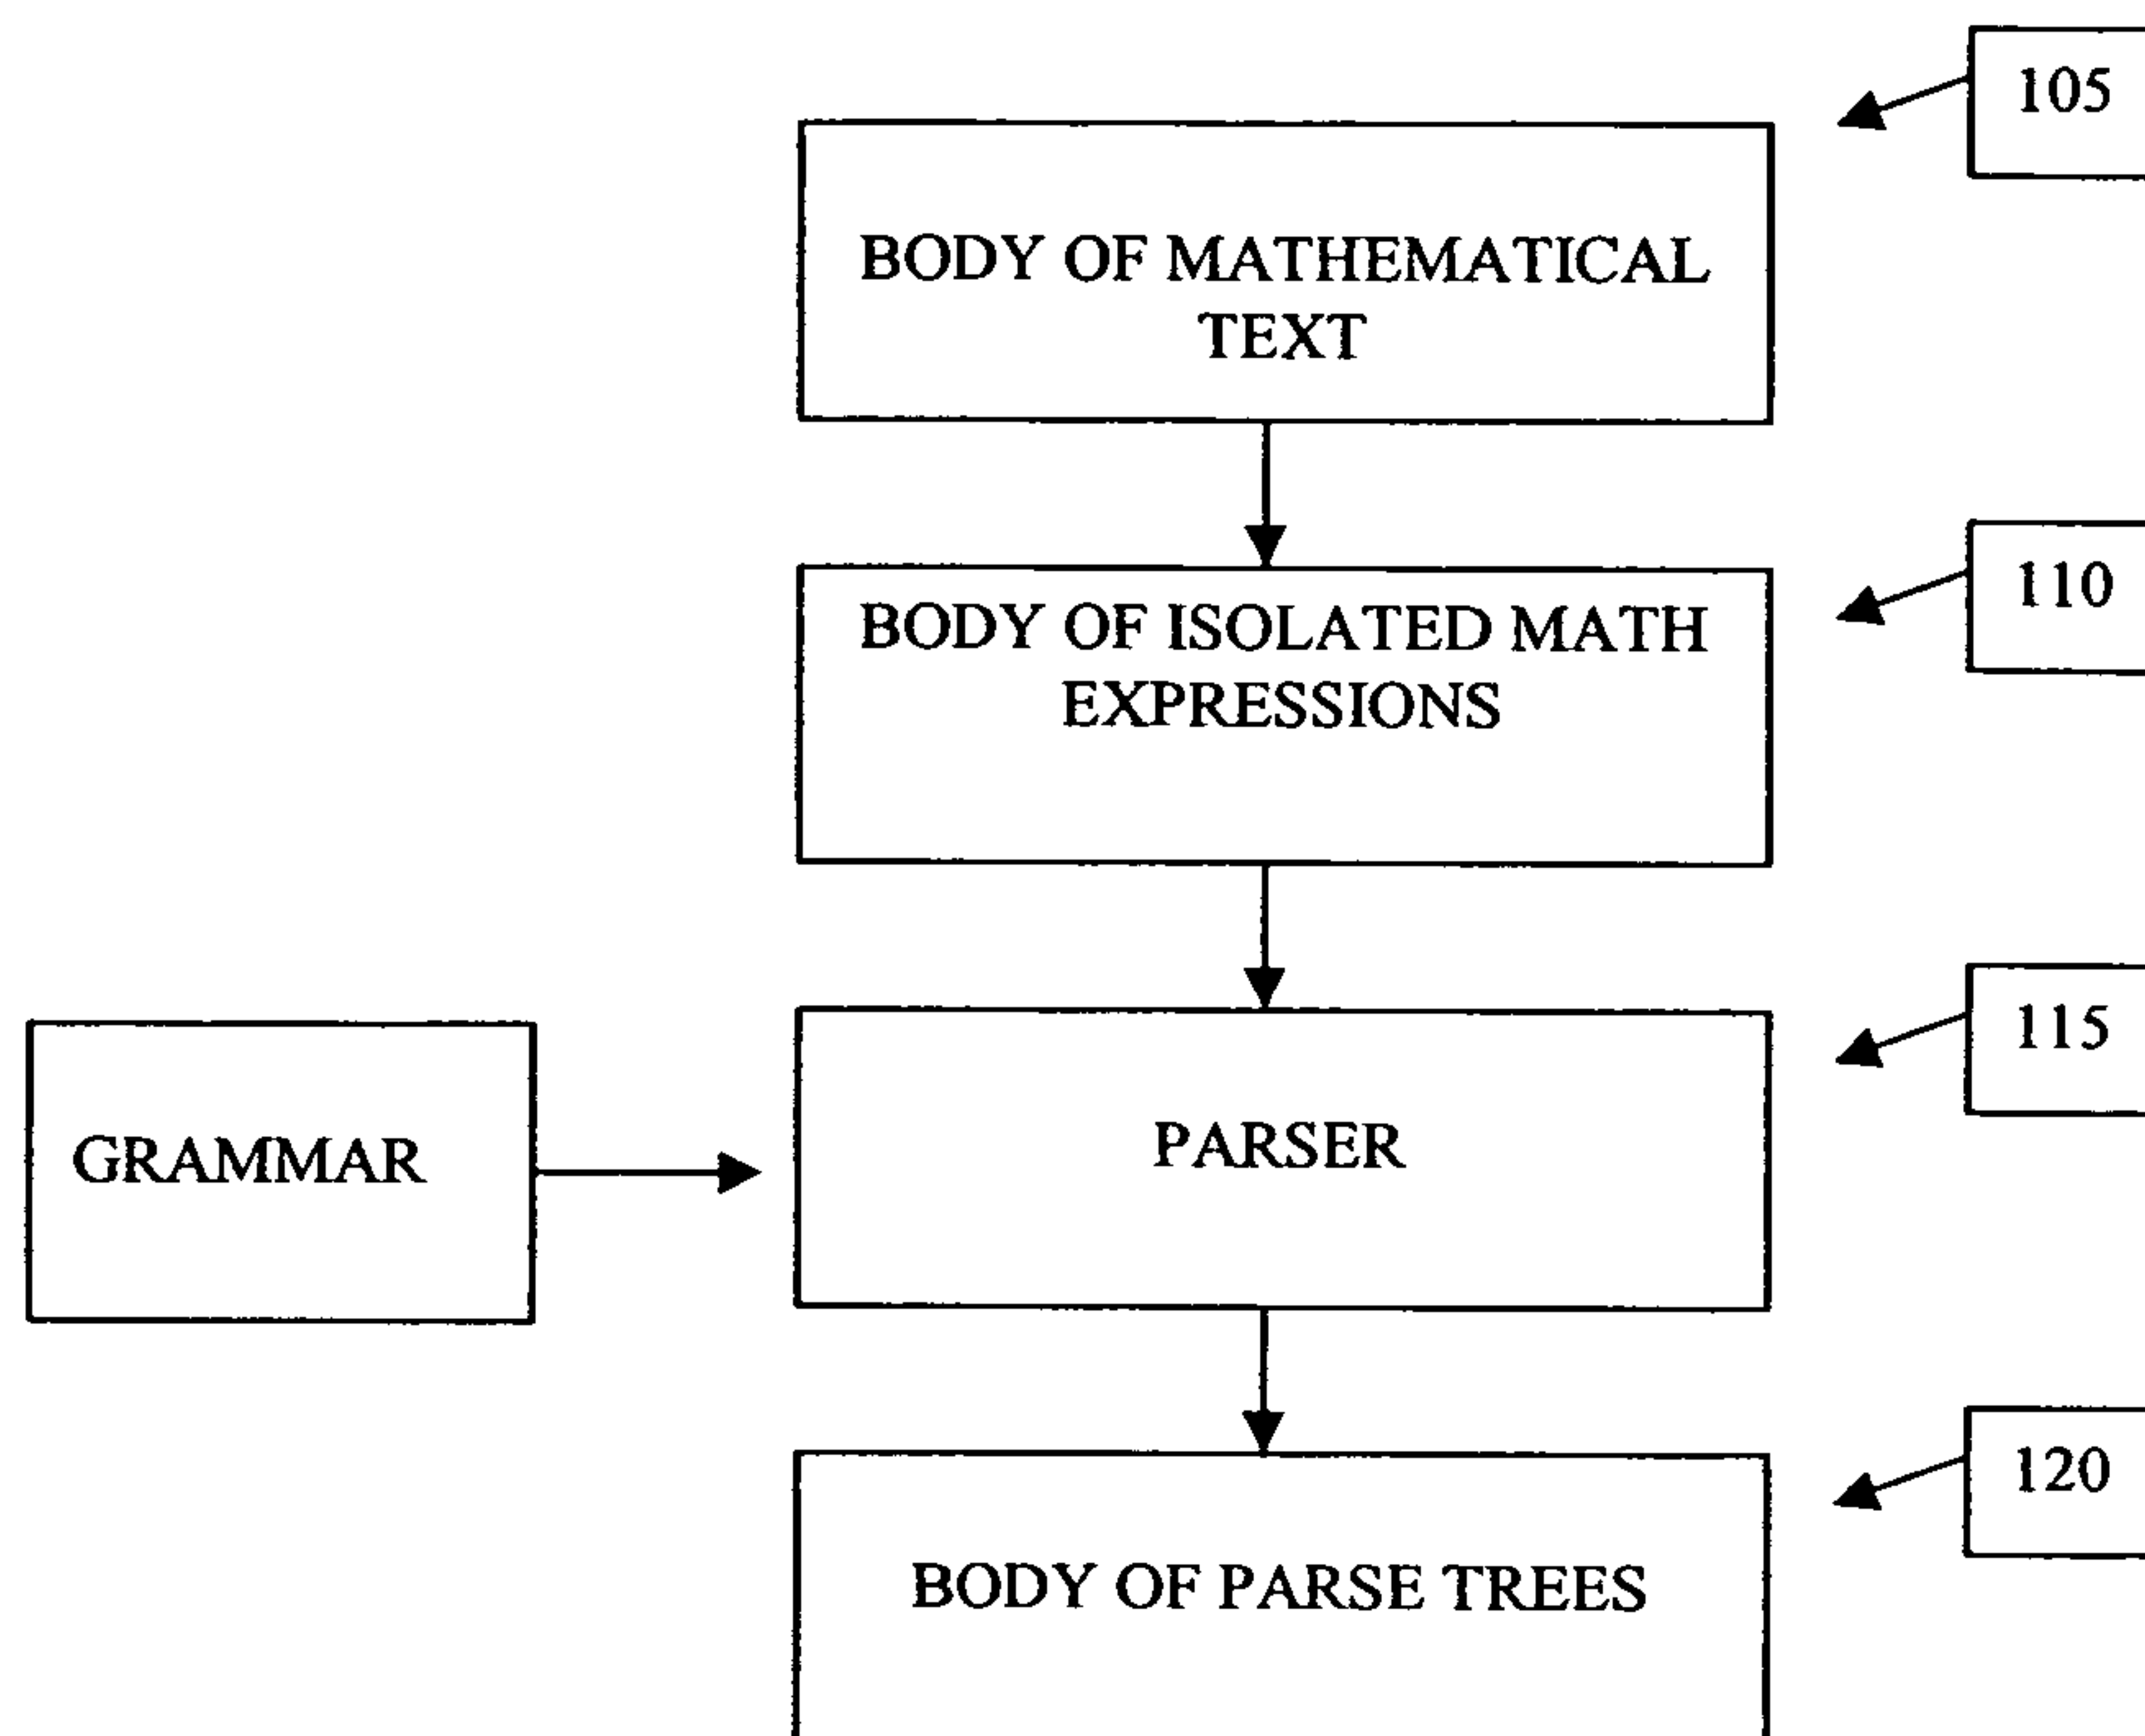 105
BODY OF MATHEMATICAL
TEXT
110
BODY OF ISOLATED MATH
EXPRESSIONS
115
GRAMMAR
PARSER
120
BODY OF PARSE TREES